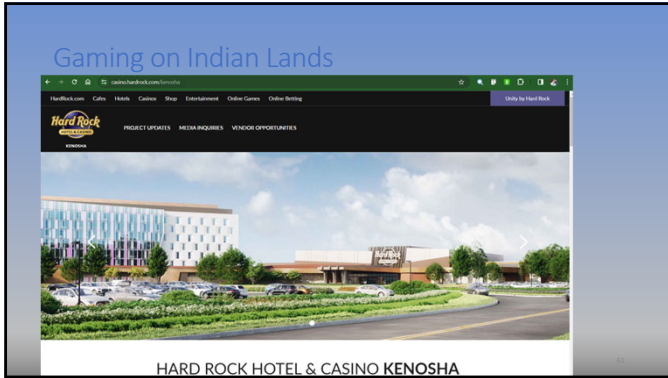 Gaming on Indian Lands
casino.hardrock.com/kenosha
HardRock.com Cafes Hotels Casinos Shop Entertainment Online Games Online Betting Unity by Hard Rock
Hard Rock
HOTEL & CASINO
KENOSHA
PROJECT UPDATES MEDIA INQUIRIES VENDOR OPPORTUNITIES
Hard Rock
HARD ROCK HOTEL & CASINO KENOSHA